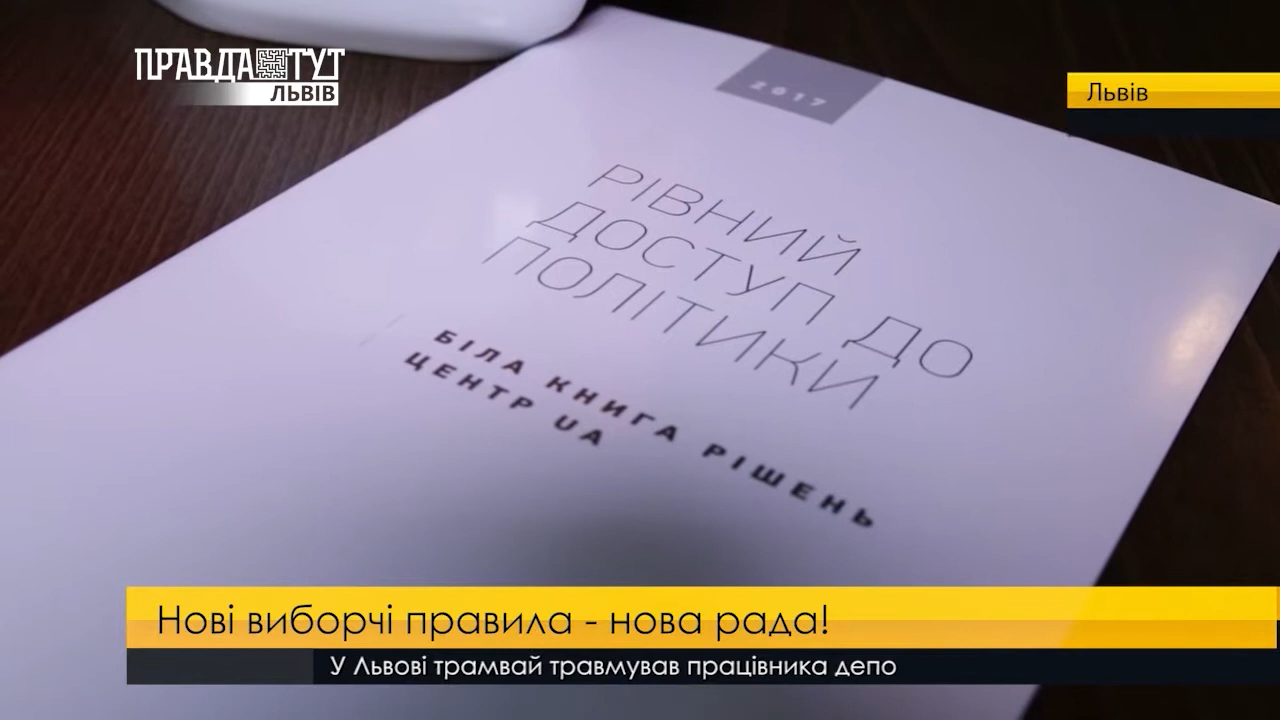 ПРАВДА ТУТ
ЛЬВІВ
Львів
2017
РІВНИЙ
ДОСТУП ДО
ПОЛІТИКИ
БІЛА КНИГА РІШЕНЬ
ЦЕНТР UA
Нові виборчі правила - нова рада!
У Львові трамвай травмував працівника депо